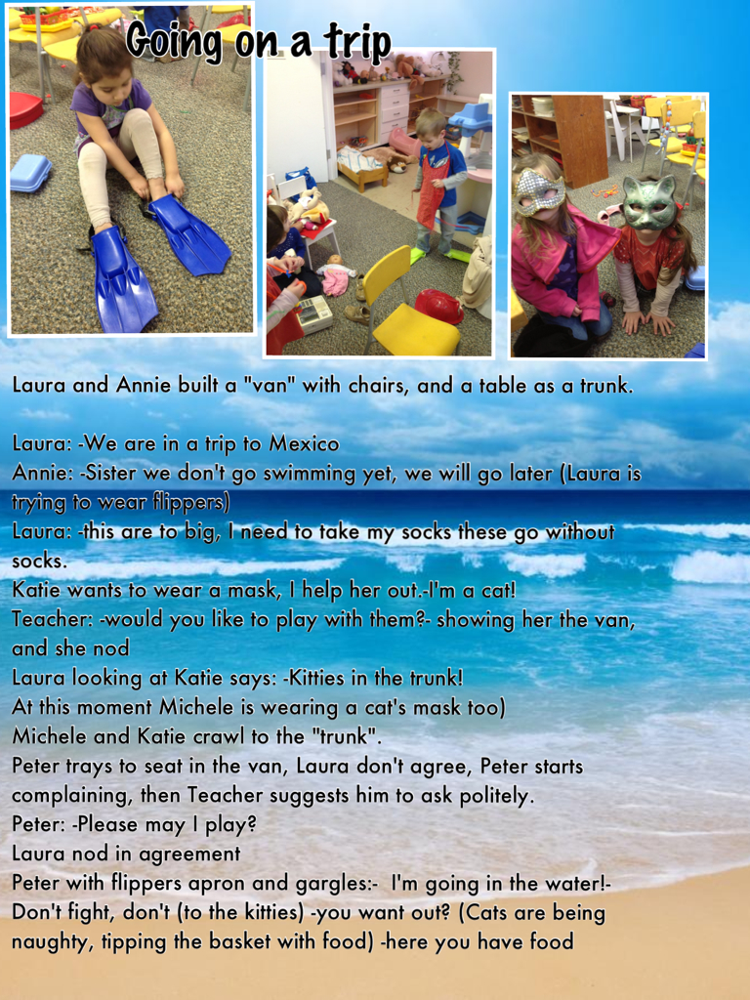 Going on a trip
Laura and Annie built a "van" with chairs, and a table as a trunk.
Laura: -We are in a trip to Mexico
Annie: -Sister we don't go swimming yet, we will go later (Laura is
trying to wear flippers)
Laura: -this are to big, I need to take my socks these go without
socks.
Katie wants to wear a mask, I help her out.-I'm a cat!
Teacher: -would you like to play with them?- showing her the van,
and she nod
Laura looking at Katie says: -Kitties in the trunk!
At this moment Michele is wearing a cat's mask too)
Michele and Katie crawl to the "trunk".
Peter trays to seat in the van, Laura don't agree, Peter starts
complaining, then Teacher suggests him to ask politely.
Peter: -Please may I play?
Laura nod in agreement
Peter with flippers apron and gargles:-  I'm going in the water!-
Don't fight, don't (to the kitties) -you want out? (Cats are being
naughty, tipping the basket with food) -here you have food